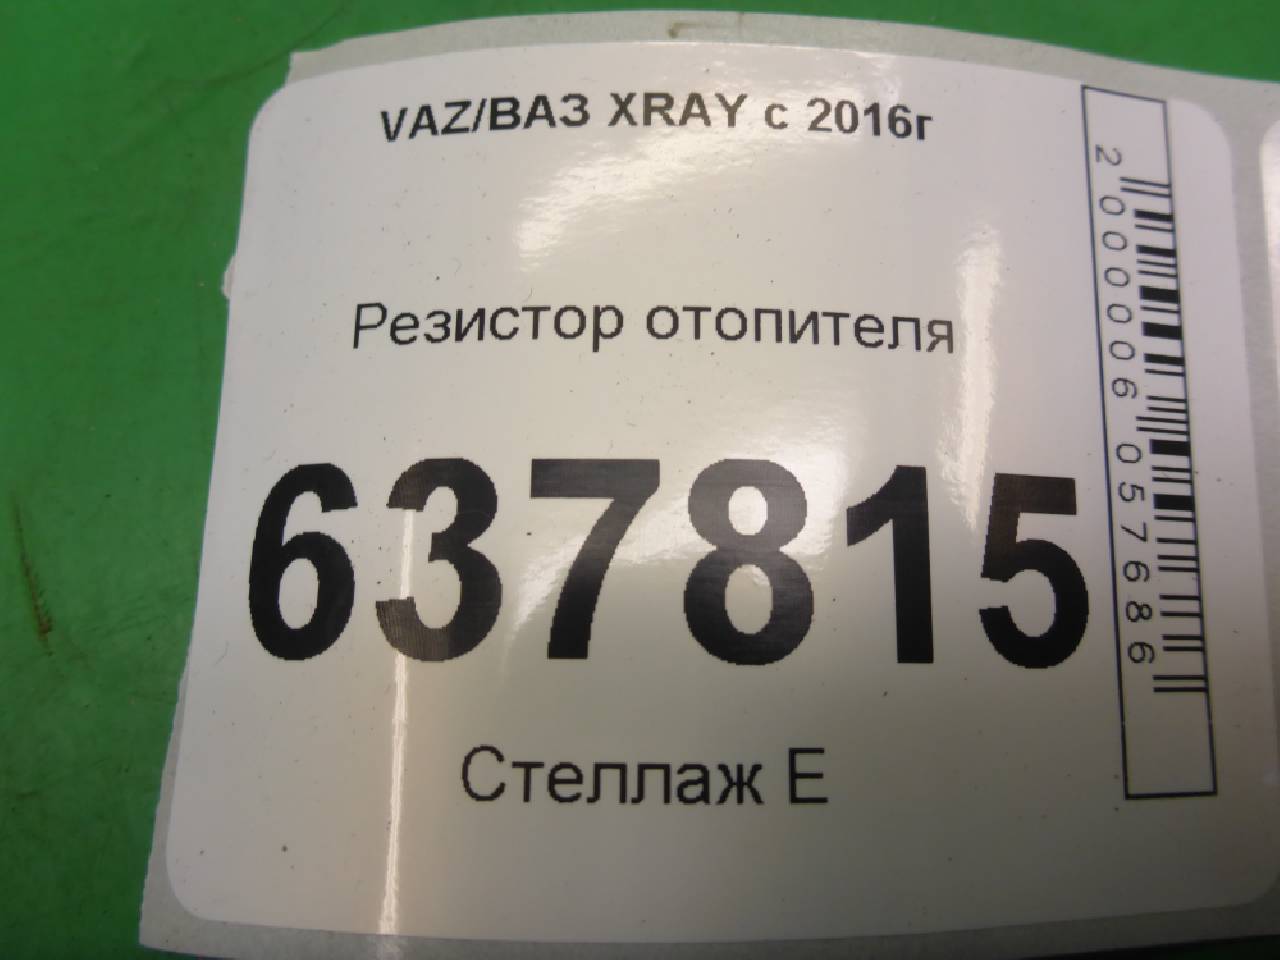 VAZ/ВАЗ XRAY с 2016г
Резистор отопителя
637815
Стеллаж Е
2000006057686